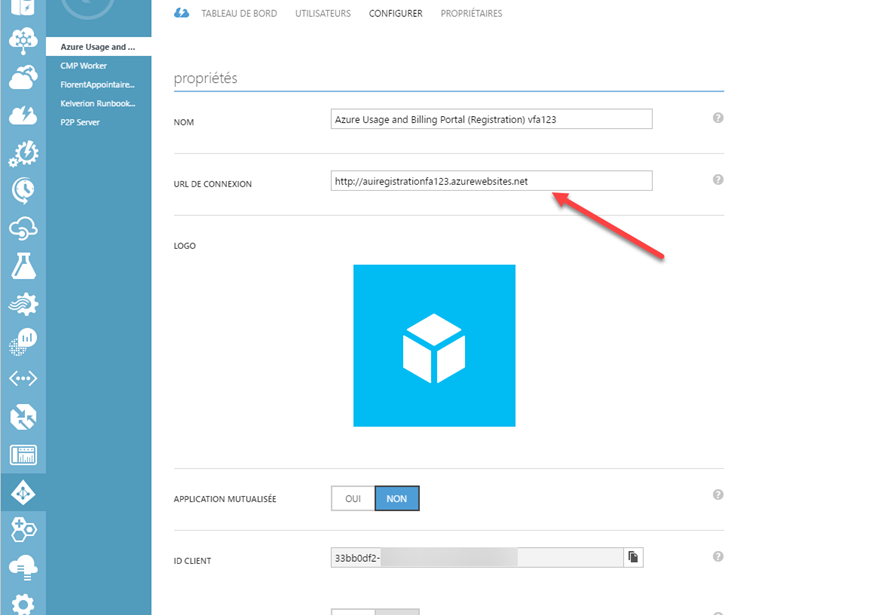 TABLEAU DE BORD UTILISATEURS CONFIGURER PROPRIÉTÉS
Azure Usage and ...
CMP Worker
FlorentAppointaire...
Kelverion Runbook...
P2P Server
propriétés
NOM
Azure Usage and Billing Portal (Registration) vfa123
?
URL DE CONNEXION
http://auiregistrationfa123.azurewebsites.net
?
LOGO
APPLICATION MUTUALISÉE
OUI NON
?
ID CLIENT
33bb0df2-
?